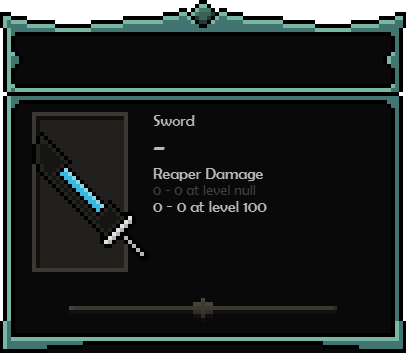 Sword
–
Reaper Damage
0 - 0 at level null
0 - 0 at level 100